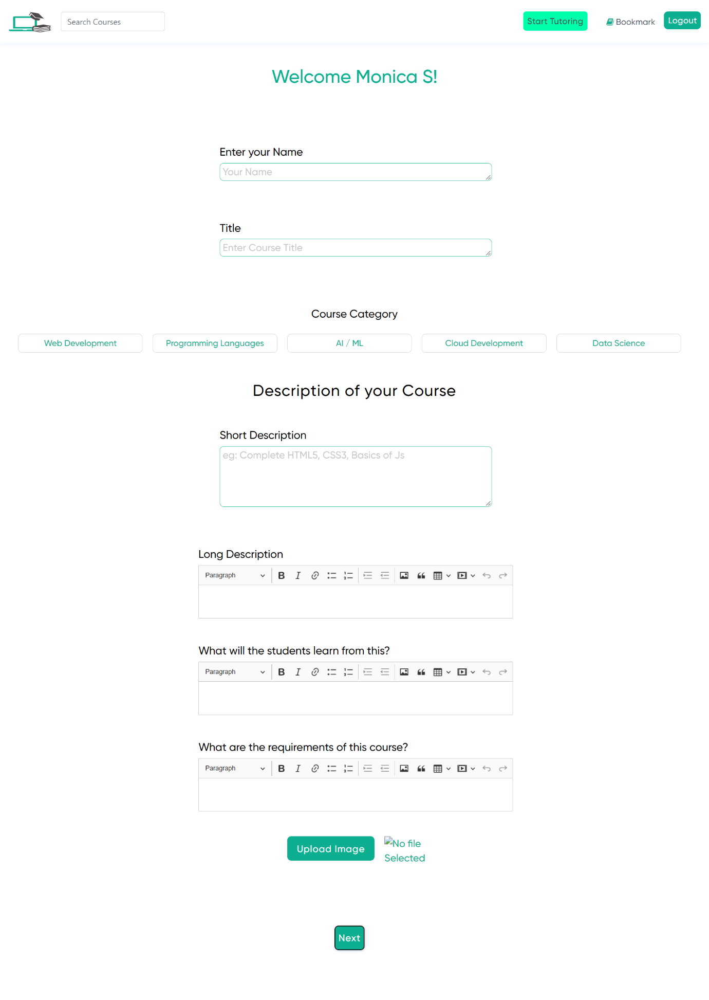 Search Courses
Start Tutoring
Bookmark
Logout
Welcome Monica S!
Enter your Name
Your Name
Title
Enter Course Title
Course Category
Web Development
Programming Languages
AI / ML
Cloud Development
Data Science
Description of your Course
Short Description
eg: Complete HTML5, CSS3, Basics of Js
Long Description
Paragraph
What will the students learn from this?
Paragraph
What are the requirements of this course?
Paragraph
Upload Image
No file
Selected
Next